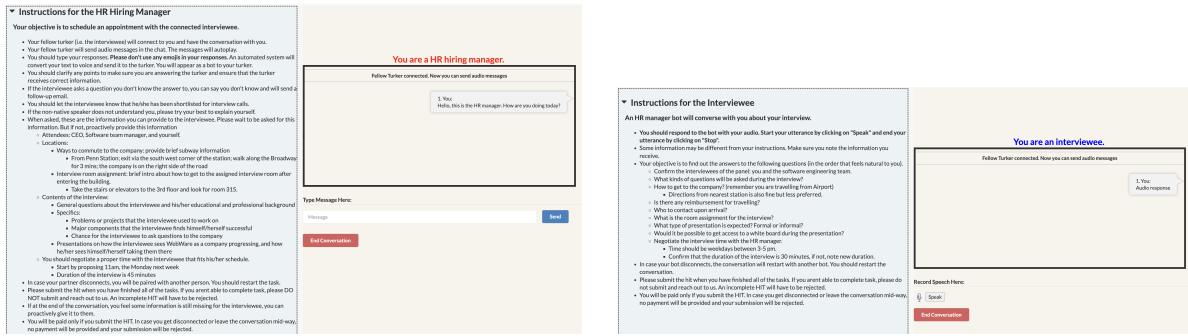 ▼ Instructions for the HR Hiring Manager
Your objective is to schedule an appointment with the connected interviewee.
• Your fellow turker (i.e. the interviewee) will connect to you and have the conversation with you.
• Your fellow turker will send audio messages in the chat. The messages will autoplay.
• You should type your responses. Please don't use any emojis in your responses. An automated system will
convert your text to voice and send it to the turker. You will appear as a bot to your turker.
• You should clarify any points to make sure you are answering the turker and ensure that the turker
receives correct information.
• If the interviewee asks a question you don't know the answer to, you can say you don't know and will send a
follow-up email.
• You should let the interviewee know that he/she has been shortlisted for interview calls.
• If the non-native speaker does not understand you, please try your best to explain yourself.
• When asked, these are the information you can provide to the interviewee. Please wait to be asked for this
information. But if not, proactively provide this information
◦ Attendees: CEO, Software team manager, and yourself.
◦ Locations:
▪ Ways to commute to the company: provide brief subway information
▪ From Penn Station: exit via the south west corner of the station; walk along the Broadway
for 3 mins; the company is on the right side of the road
▪ Interview room assignment: brief intro about how to get to the assigned interview room after
entering the building.
▪ Take the stairs or elevators to the 3rd floor and look for room 315.
◦ Contents of the Interview:
▪ General questions about the interviewee and his/her educational and professional background
▪ Specifics:
▪ Problems or projects that the interviewee used to work on
▪ Major components that the interviewee finds himself/herself successful
▪ Chance for the interviewee to ask questions to the company
▪ Presentations on how the interviewee sees WebWare as a company progressing, and how
he/her sees himself/herself taking them there
◦ You should negotiate a proper time with the interviewee that fits his/her schedule.
▪ Start by proposing 11am, the Monday next week
▪ Duration of the interview is 45 minutes
• In case your partner disconnects, you will be paired with another person. You should restart the task.
• Please submit the hit when you have finished all of the tasks. If you arent able to complete task, please DO
NOT submit and reach out to us. An incomplete HIT will have to be rejected.
• If at the end of the conversation, you feel some information is still missing for the interviewee, you can
proactively give it to them.
• You will be paid only if you submit the HIT. In case you get disconnected or leave the conversation mid-way,
no payment will be provided and your submission will be rejected.
You are a HR hiring manager.
Fellow Turker connected. Now you can send audio messages
1. You:
Hello, this is the HR manager. How are you doing today?
Type Message Here:
Message
Send
End Conversation
▼ Instructions for the Interviewee
An HR manager bot will converse with you about your interview.
• You should respond to the bot with your audio. Start your utterance by clicking on "Speak" and end your
utterance by clicking on "Stop".
• Some information may be different from your instructions. Make sure you note the information you
receive.
• Your objective is to find out the answers to the following questions (in the order that feels natural to you).
◦ Confirm the interviewees of the panel: you and the software engineering team.
◦ What kinds of questions will be asked during the interview?
◦ How to get to the company? (remember you are travelling from Airport)
▪ Directions from nearest station is also fine but less preferred.
◦ Is there any reimbursement for travelling?
◦ Who to contact upon arrival?
◦ What is the room assignment for the interview?
◦ What type of presentation is expected? Formal or informal?
◦ Would it be possible to get access to a white board during the presentation?
◦ Negotiate the interview time with the HR manager.
▪ Time should be weekdays between 3-5 pm.
▪ Confirm that the duration of the interview is 30 minutes, if not, note new duration.
• In case your bot disconnects, the conversation will restart with another bot. You should restart the
conversation.
• Please submit the hit when you have finished all of the tasks. If you arent able to complete task, please do
not submit and reach out to us. An incomplete HIT will have to be rejected.
• You will be paid only if you submit the HIT. In case you get disconnected or leave the conversation mid-way,
no payment will be provided and your submission will be rejected.
You are an interviewee.
Fellow Turker connected. Now you can send audio messages
1. You:
Audio response
Record Speech Here:
Speak
End Conversation